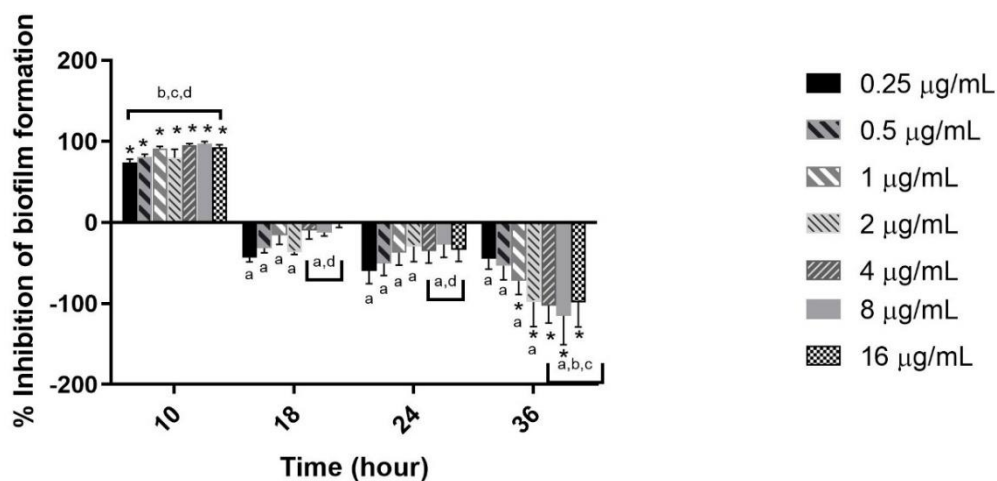 % Inhibition of biofilm formation
200
100
0
-100
-200
b,c,d
* * * * * * *
a a a a
a,d
a a a a
a,d
a a * a * a * * *
a,b,c
10 18 24 36
Time (hour)
0.25 μg/mL
0.5 μg/mL
1 μg/mL
2 μg/mL
4 μg/mL
8 μg/mL
16 μg/mL